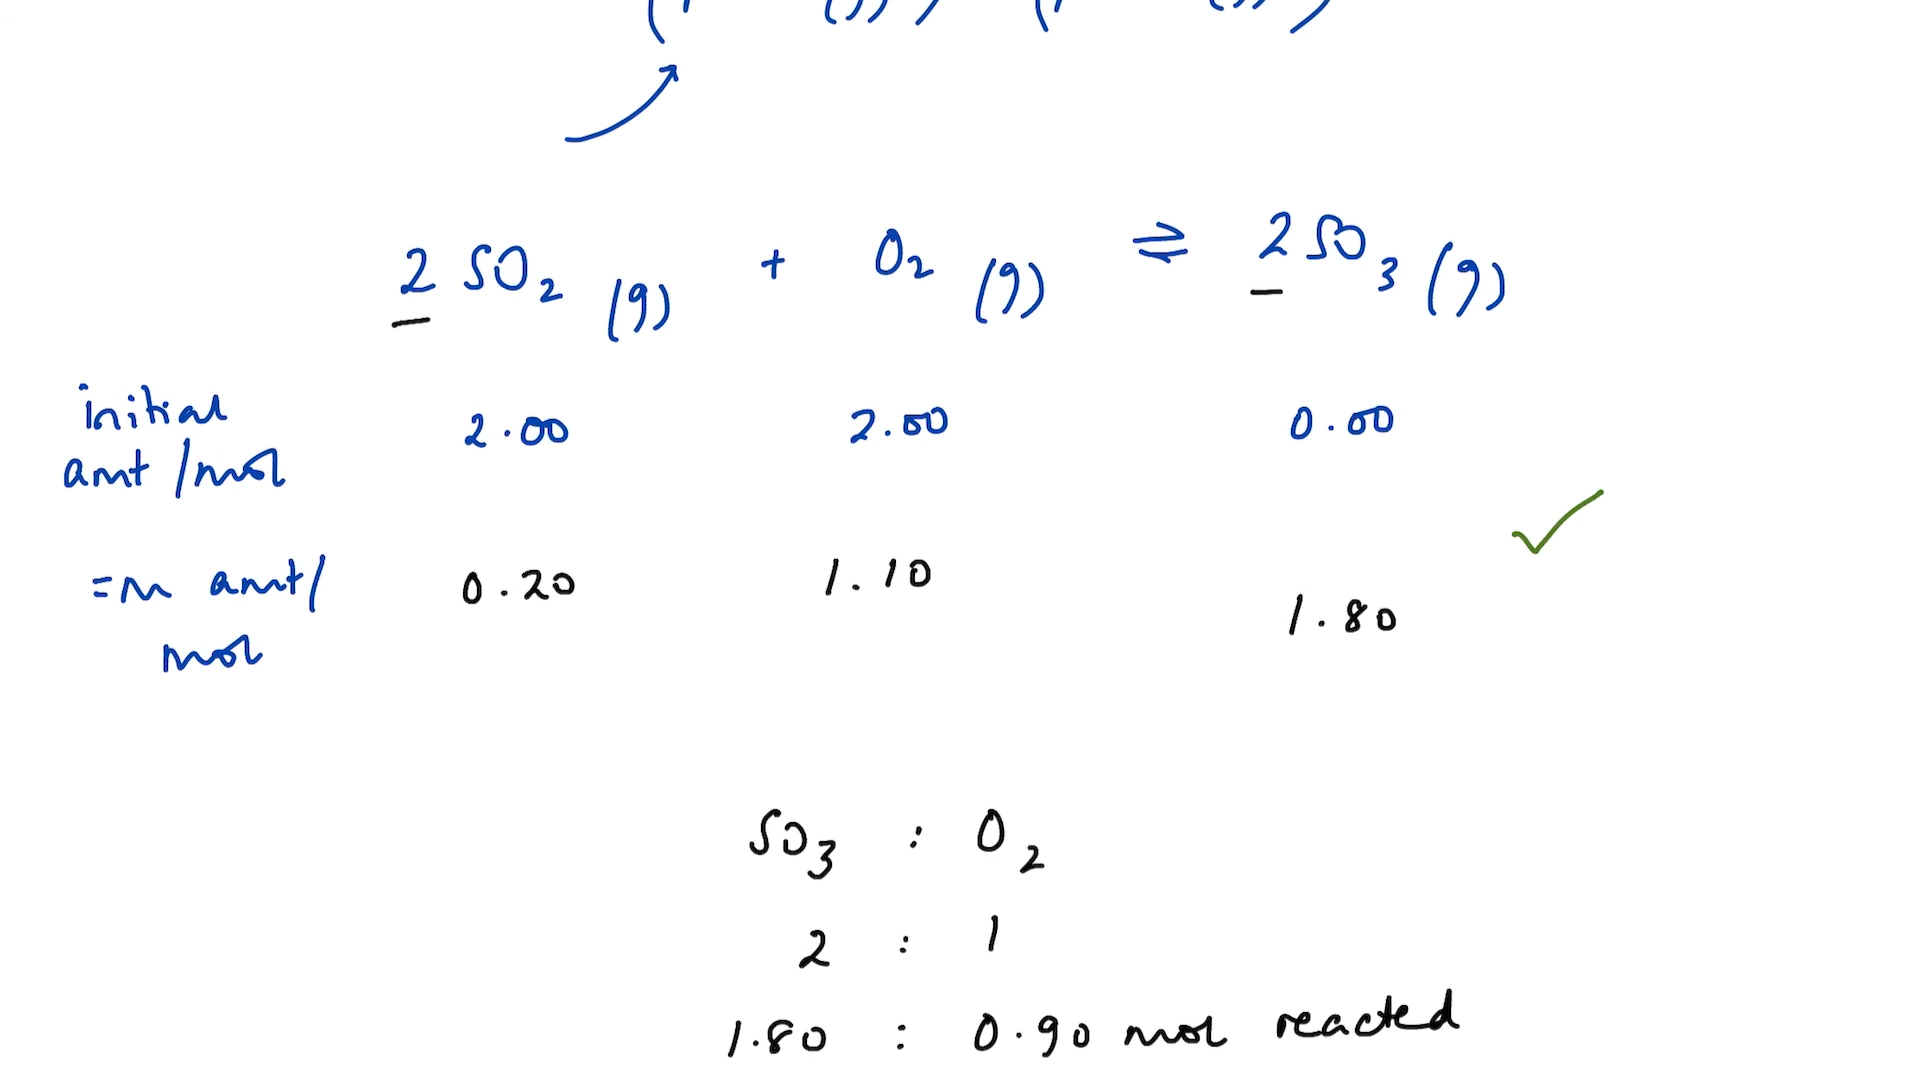 2 SO₂ (g) + O₂ (g) ⇌ 2 SO₃ (g)
initial
amt /mol 2.00 2.00 0.00
=m amt/ 0.20 1.10 1.80
mol
SO₃ : O₂
2 : 1
1.80 : 0.90 mol reacted